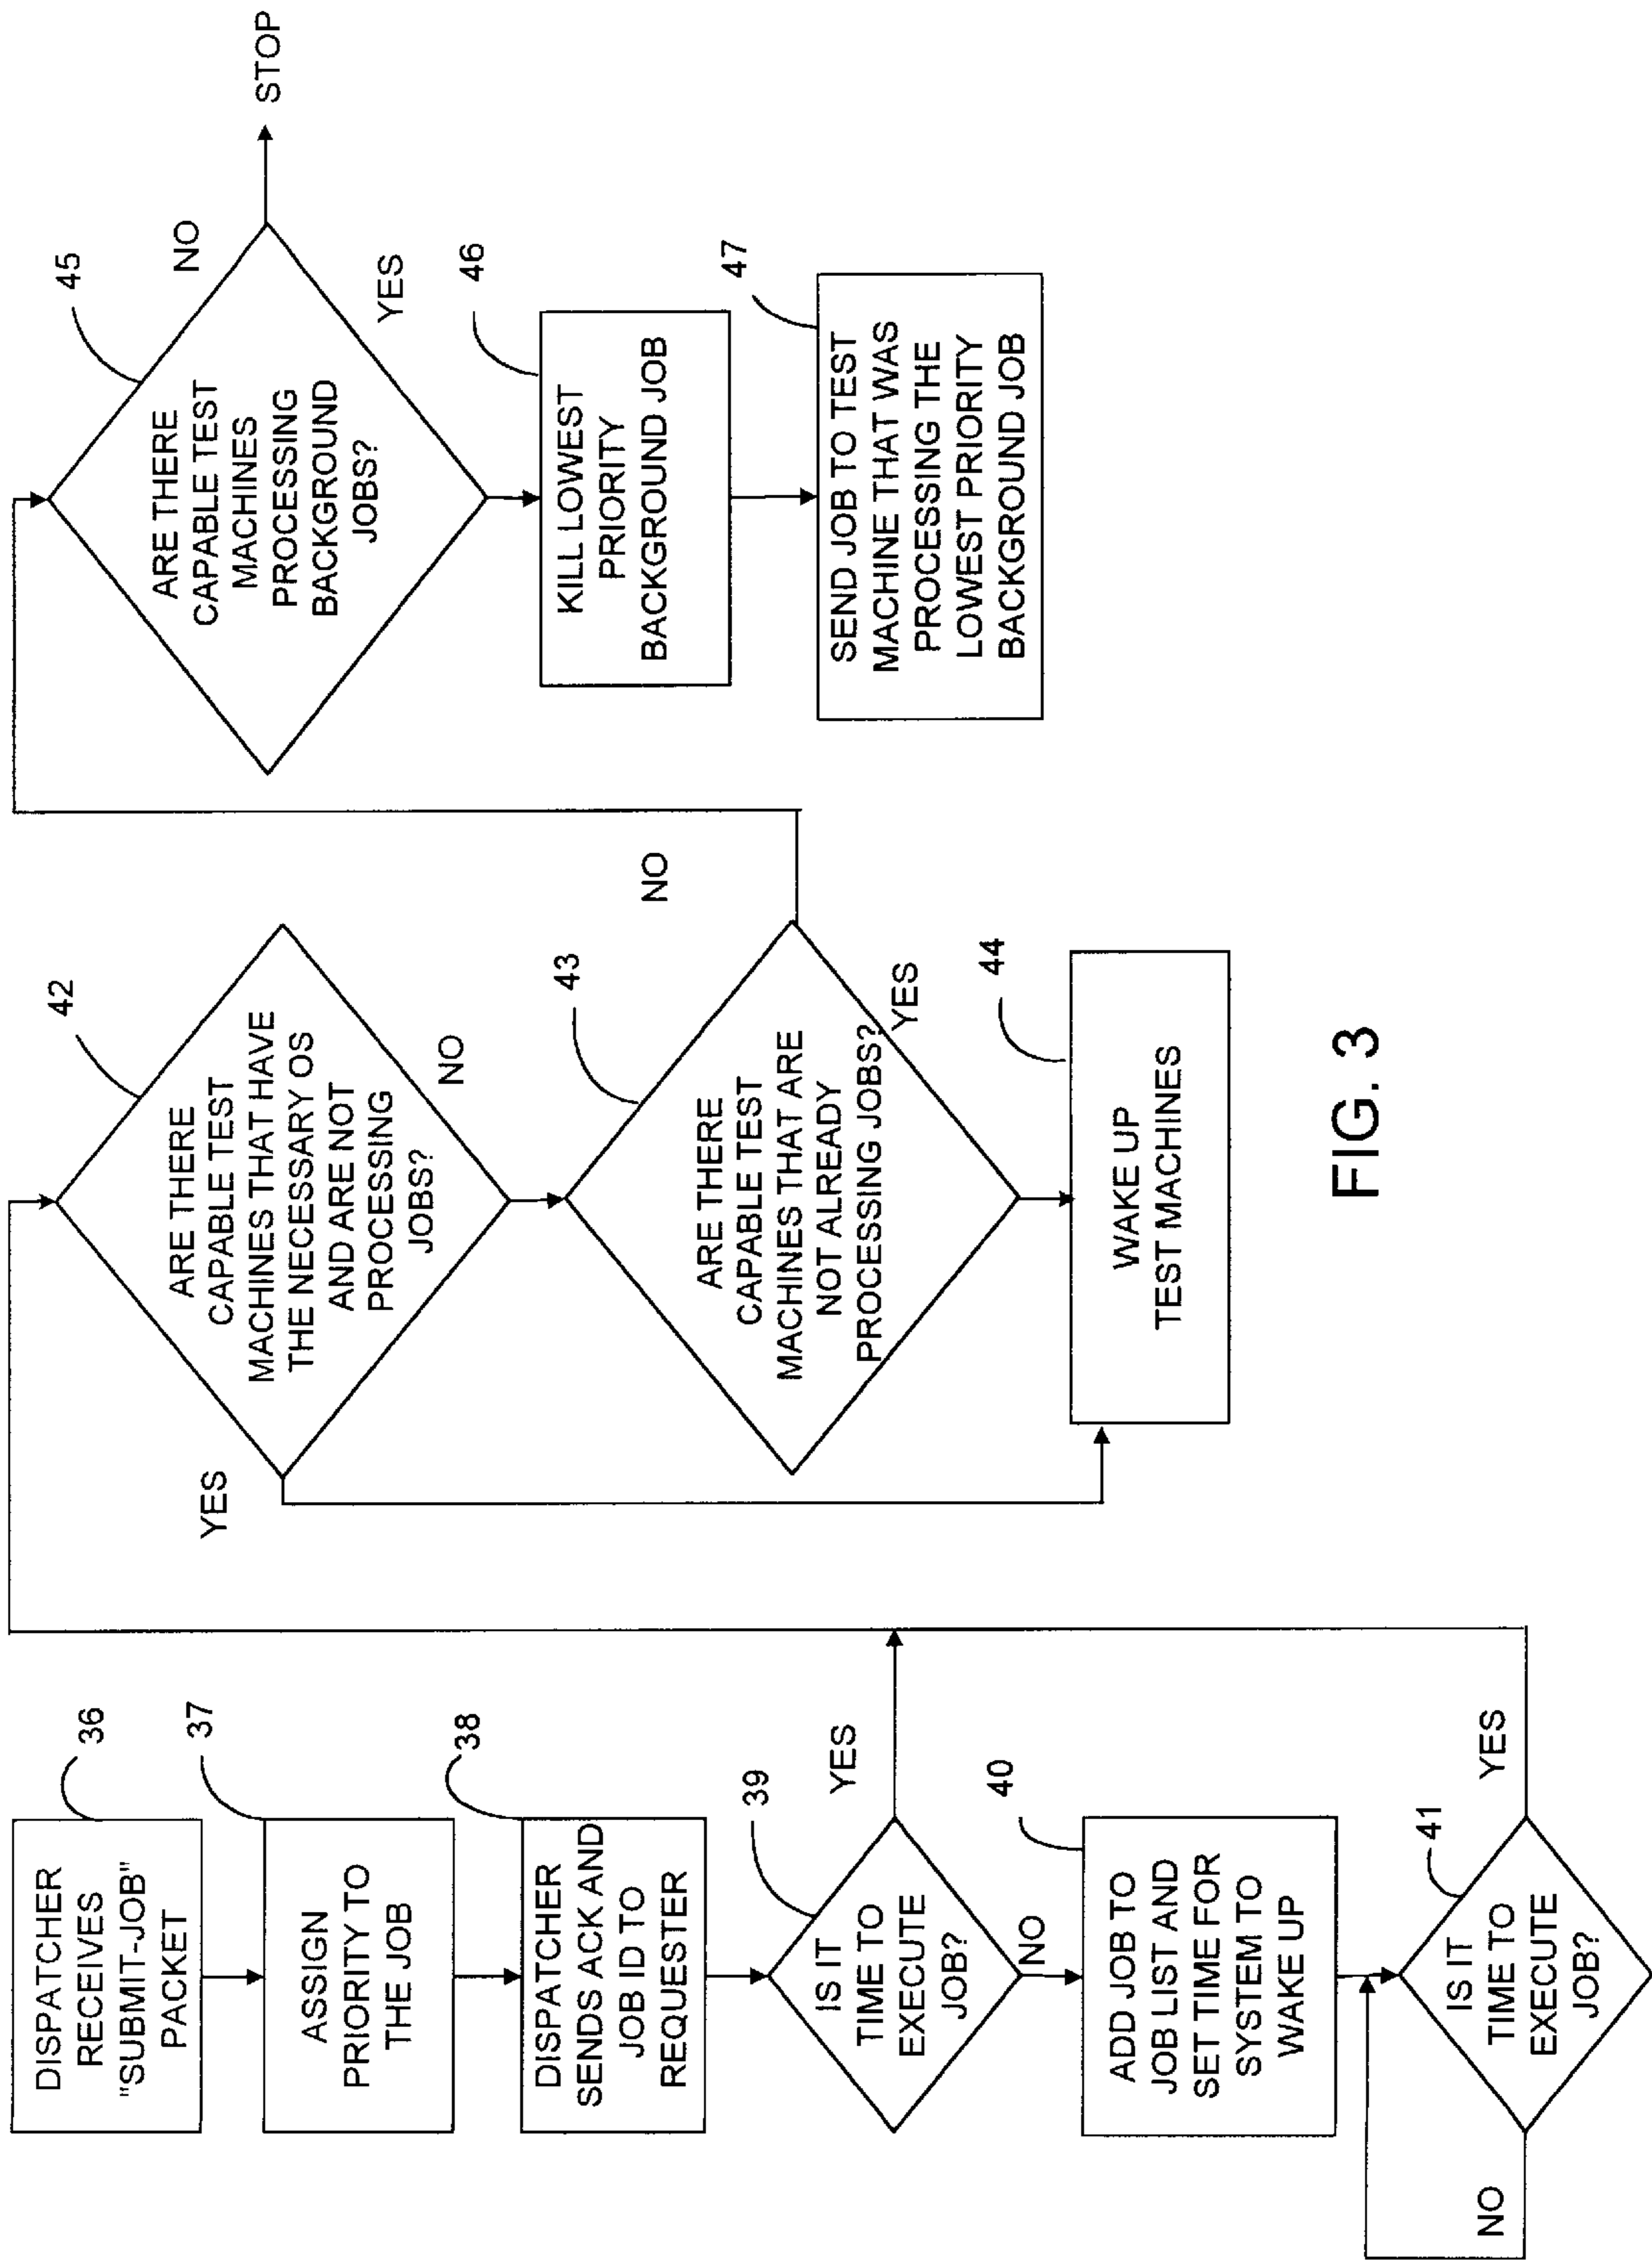 36
DISPATCHER
RECEIVES
"SUBMIT-JOB"
PACKET
37
ASSIGN
PRIORITY TO
THE JOB
38
DISPATCHER
SENDS ACK AND
JOB ID TO
REQUESTER
39
IS IT
TIME TO
EXECUTE
JOB?
YES
NO
40
ADD JOB TO
JOB LIST AND
SET TIME FOR
SYSTEM TO
WAKE UP
41
IS IT
TIME TO
EXECUTE
JOB?
YES
NO
42
ARE THERE
CAPABLE TEST
MACHINES THAT HAVE
THE NECESSARY OS
AND ARE NOT
PROCESSING
JOBS?
YES
NO
43
ARE THERE
CAPABLE TEST
MACHINES THAT ARE
NOT ALREADY
PROCESSING JOBS?
NO
YES
44
WAKE UP
TEST MACHINES
45
ARE THERE
CAPABLE TEST
MACHINES
PROCESSING
BACKGROUND
JOBS?
NO
STOP
YES
46
KILL LOWEST
PRIORITY
BACKGROUND JOB
47
SEND JOB TO TEST
MACHINE THAT WAS
PROCESSING THE
LOWEST PRIORITY
BACKGROUND JOB
FIG. 3